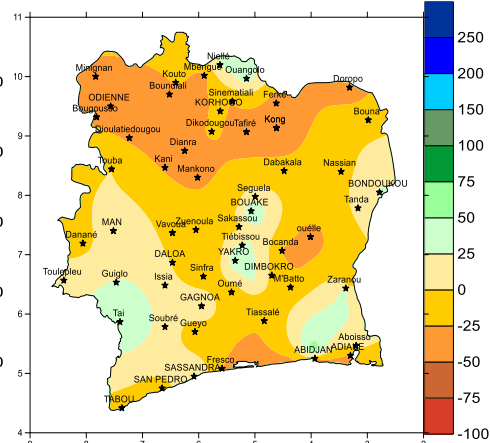 11
10
9
8
7
6
5
4
Niellé
Minignan
Mbengué
Ouangolo
Kouto
Doropo
Boundiali
Sinematiali
Ferké
ODIENNE
KORHOGO
Bougousso
Bouna
Dikodougou
Tafiré
Kong
Dioulatiedougou
Dianra
Touba
Kani
Mankono
Dabakala
Nassian
BONDOUKOU
Seguela
BOUAKE
Tanda
MAN
Sakassou
Vavoua
Zuenoula
ouélle
Danané
Tiébissou
Bocanda
DALOA
YAKRO
Toulepleu
Guiglo
Sinfra
DIMBOKRO
Issia
Oumé
M'Batto
Zaranou
GAGNOA
Tai
Soubré
Gueyo
Tiassalé
Aboisso
ABIDJAN
ADIAKE
Fresco
SASSANDRA
SAN PEDRO
TABOU
250
200
150
100
75
50
25
0
-25
-50
-75
-100